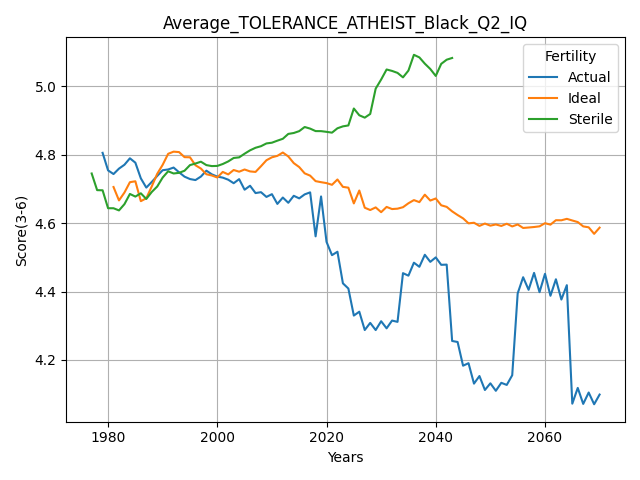 Average_TOLERANCE_ATHEIST_Black_Q2_IQ
Fertility
Actual
Ideal
Sterile
Score(3-6)
5.0
4.8
4.6
4.4
4.2
1980
2000
2020
2040
2060
Years